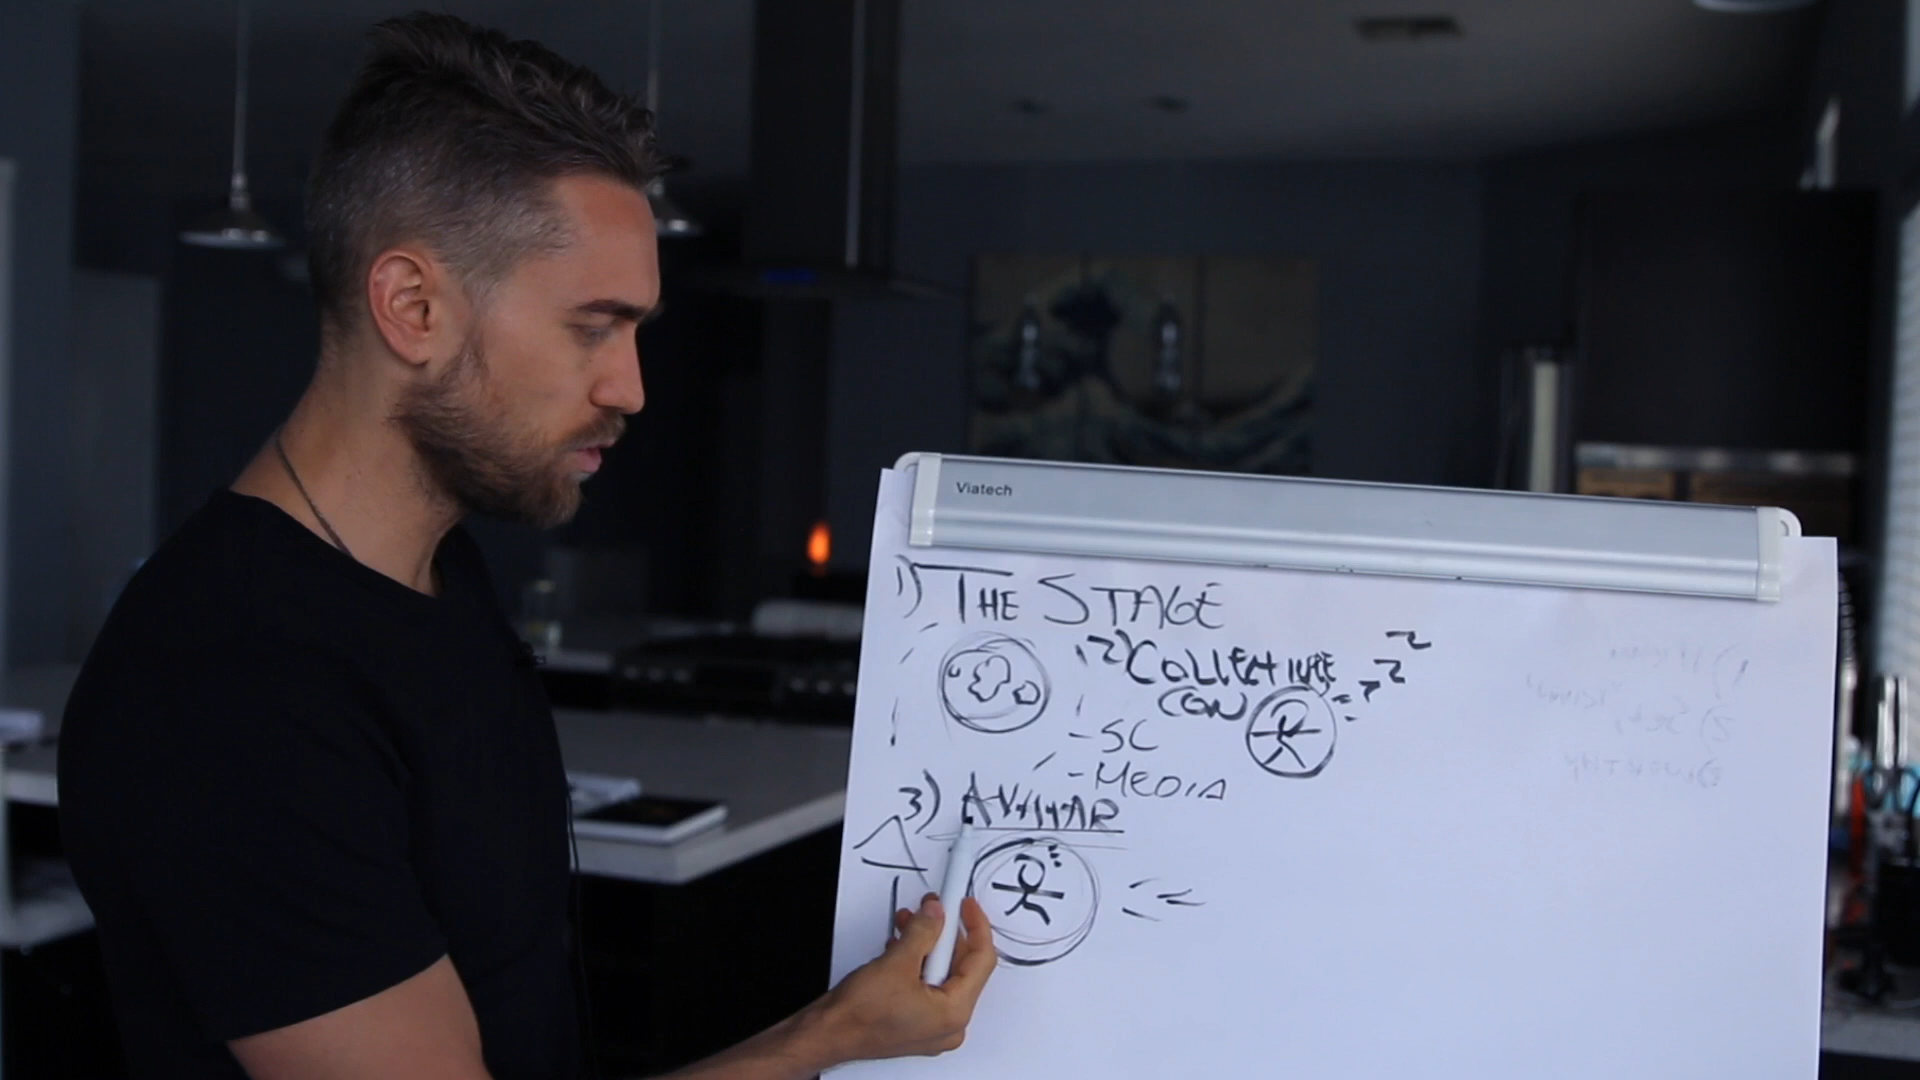 Viatech
1) THE STAGE
2) COLLECTIVE
CON
z z z
- SC
- MEDIA
3) AVATAR